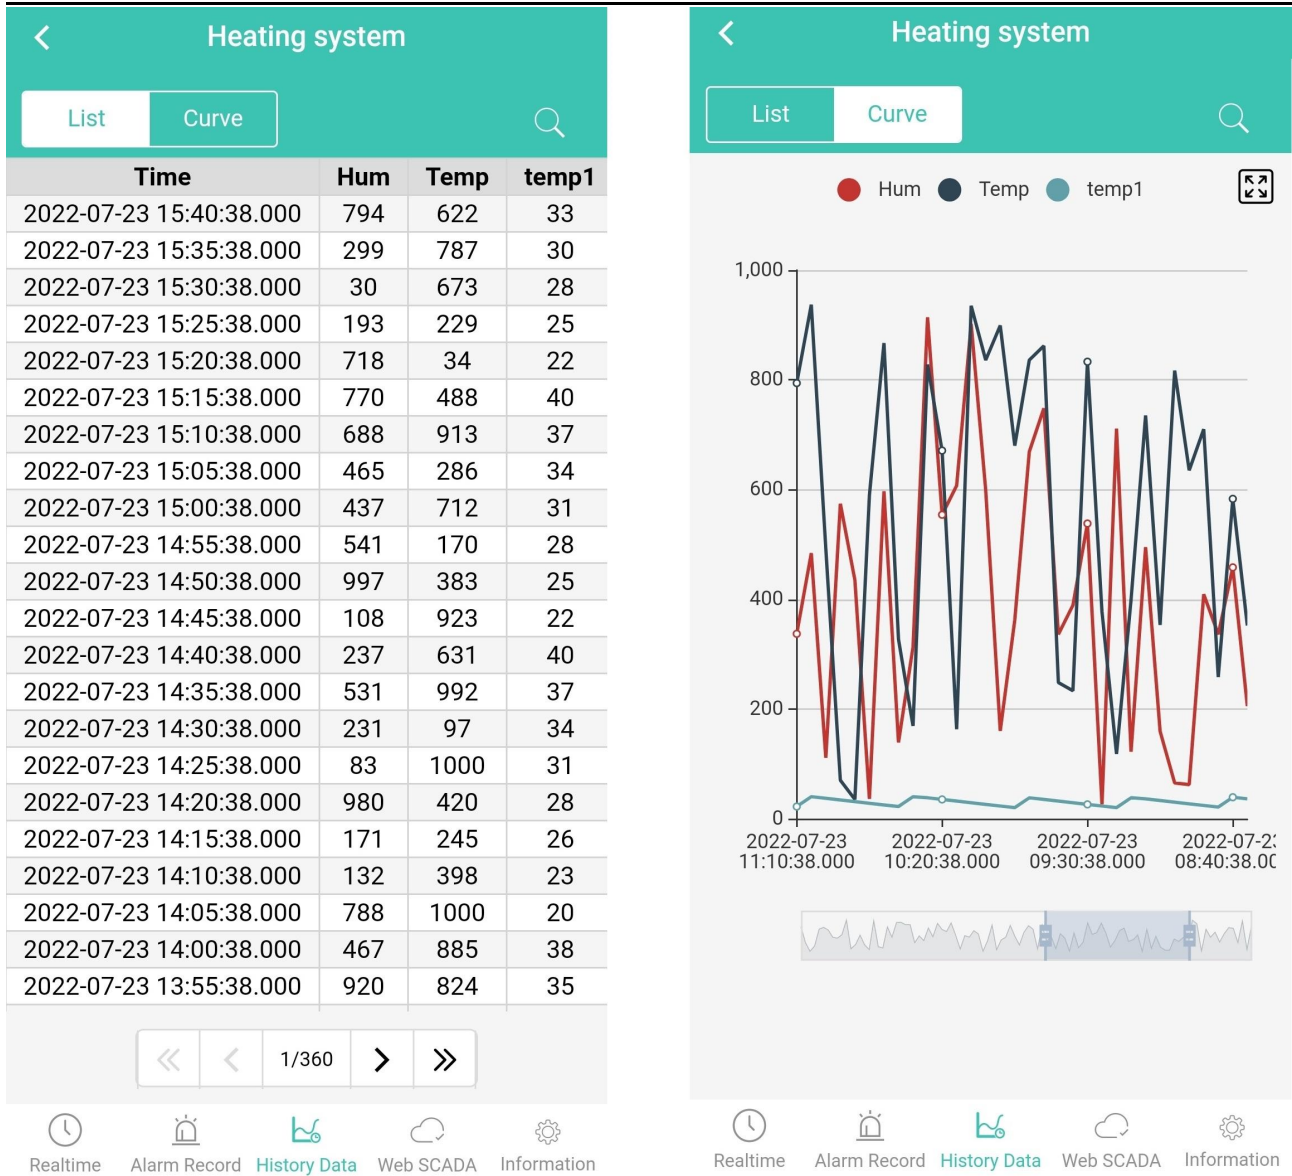 Heating system
List Curve
Time Hum Temp temp1
2022-07-23 15:40:38.000 794 622 33
2022-07-23 15:35:38.000 299 787 30
2022-07-23 15:30:38.000 30 673 28
2022-07-23 15:25:38.000 193 229 25
2022-07-23 15:20:38.000 718 34 22
2022-07-23 15:15:38.000 770 488 40
2022-07-23 15:10:38.000 688 913 37
2022-07-23 15:05:38.000 465 286 34
2022-07-23 15:00:38.000 437 712 31
2022-07-23 14:55:38.000 541 170 28
2022-07-23 14:50:38.000 997 383 25
2022-07-23 14:45:38.000 108 923 22
2022-07-23 14:40:38.000 237 631 40
2022-07-23 14:35:38.000 531 992 37
2022-07-23 14:30:38.000 231 97 34
2022-07-23 14:25:38.000 83 1000 31
2022-07-23 14:20:38.000 980 420 28
2022-07-23 14:15:38.000 171 245 26
2022-07-23 14:10:38.000 132 398 23
2022-07-23 14:05:38.000 788 1000 20
2022-07-23 14:00:38.000 467 885 38
2022-07-23 13:55:38.000 920 824 35
1/360
Realtime Alarm Record History Data Web SCADA Information
Heating system
List Curve
Hum Temp temp1
1,000
800
600
400
200
0
2022-07-23 2022-07-23 2022-07-23 2022-07-2
11:10:38.000 10:20:38.000 09:30:38.000 08:40:38.00
Realtime Alarm Record History Data Web SCADA Information